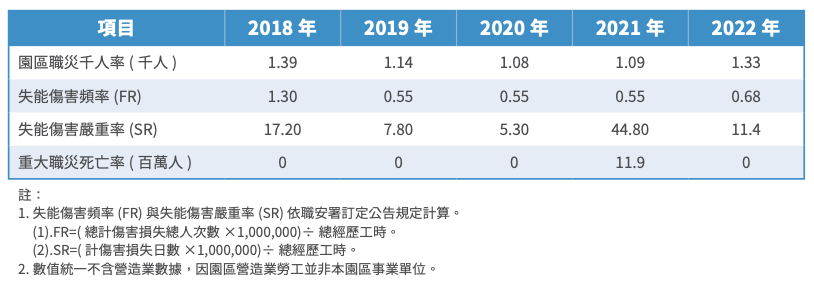 項目 2018 年 2019 年 2020 年 2021 年 2022 年
園區職災千人率 ( 千人 ) 1.39 1.14 1.08 1.09 1.33
失能傷害頻率 (FR) 1.30 0.55 0.55 0.55 0.68
失能傷害嚴重率 (SR) 17.20 7.80 5.30 44.80 11.4
重大職災死亡率 ( 百萬人 ) 0 0 0 11.9 0
註：
1. 失能傷害頻率 (FR) 與失能傷害嚴重率 (SR) 依職安署訂定公告規定計算。
(1).FR=( 總計傷害損失總人次數 ×1,000,000)÷ 總經歷工時。
(2).SR=( 計傷害損失日數 ×1,000,000)÷ 總經歷工時。
2. 數值統一不含營造業數據，因園區營造業勞工並非本園區事業單位。